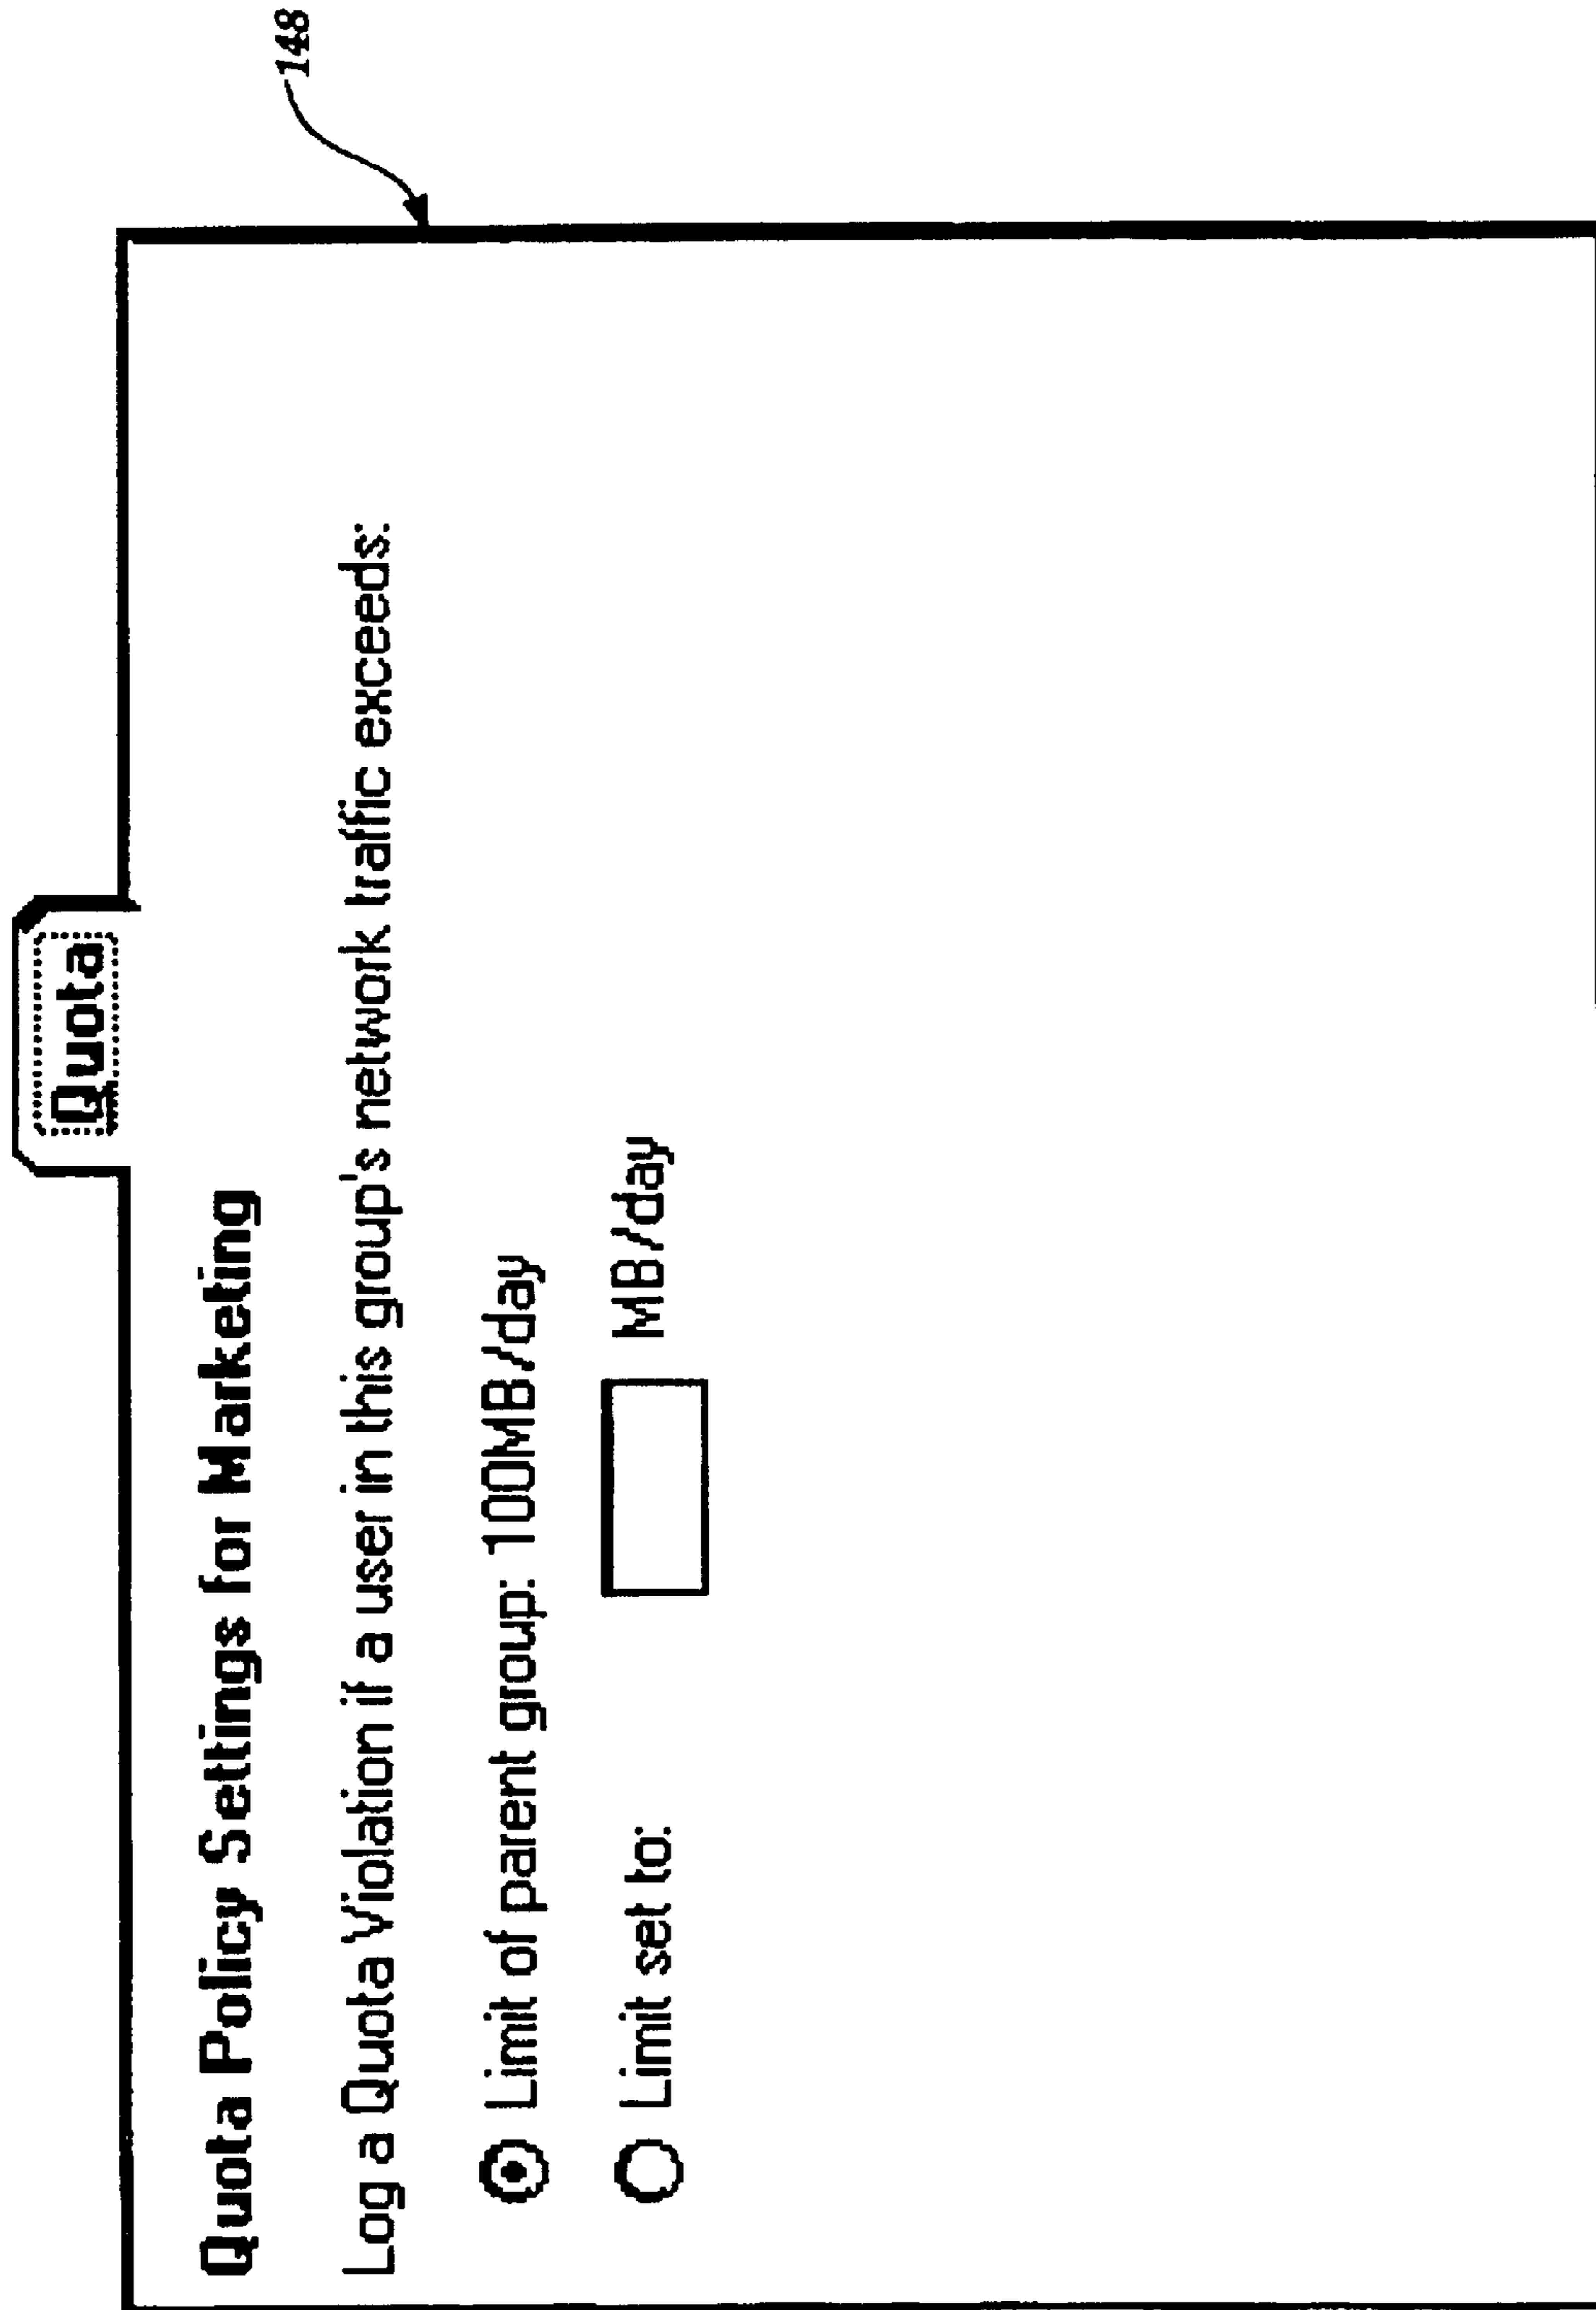 148
Quota
Quota Policy Settings for Marketing
Log a Quota Violation if a user in this group's network traffic exceeds:
Limit of parent group: 100MB/day
Limit set to: MB/day